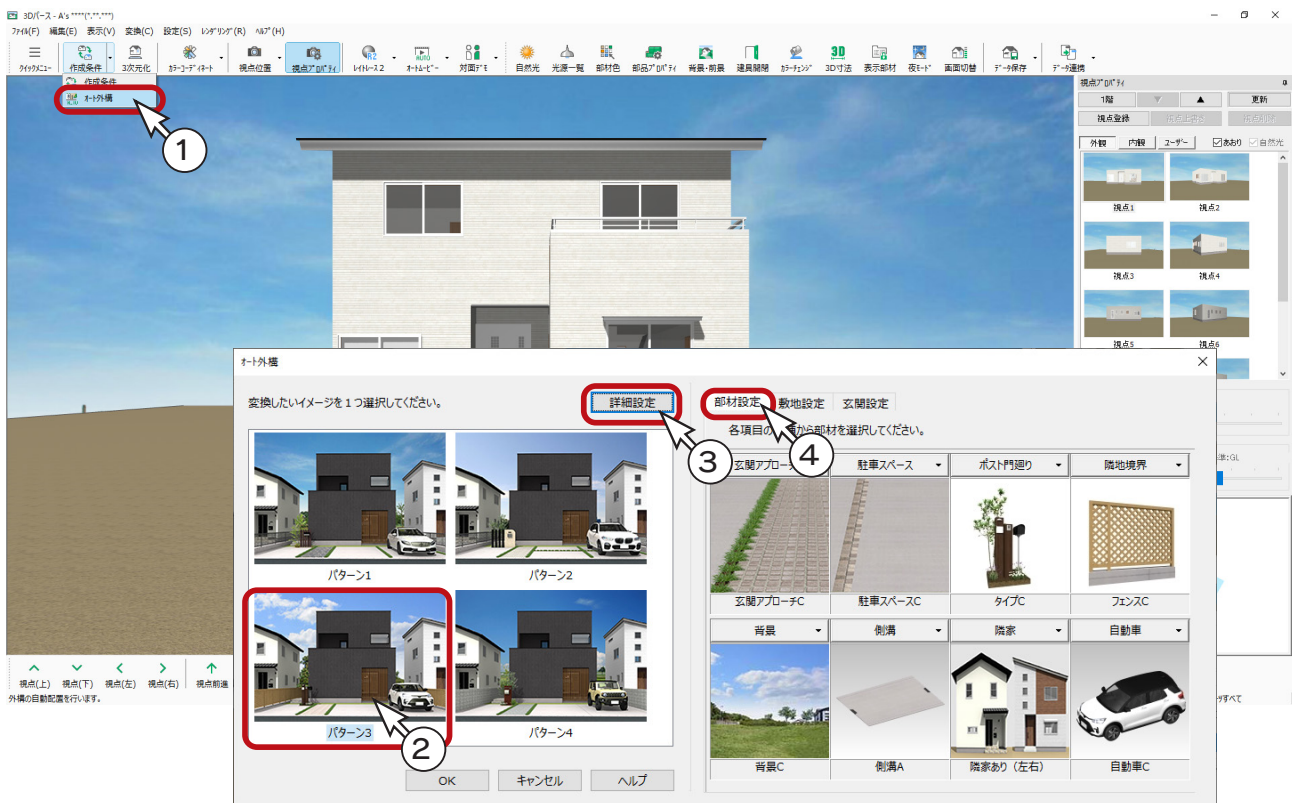 3Dパース - A's ****(*.**.***)
ファイル(F) 編集(E) 表示(V) 変換(C) 設定(S) レンダリング(R) ヘルプ(H)
クイックメニュー 作成条件 3次元化 カラーコーディネート 視点位置 視点プロパティ レイトレース2 オートムービー 対面デモ 自然光 光源一覧 部材色 部品プロパティ 背景・前景 建具開閉 カラーチェンジ 3D寸法 表示部材 夜モード 画面切替 データ保存 データ連携
作成条件
オート外構
1
視点プロパティ
1階 ▼ ▲ 更新
視点登録 視点上書き 視点削除
外観 内観 ユーザー あおり 自然光
視点1 視点2
視点3 視点4
視点5 視点6
オート外構
変換したいイメージを1つ選択してください。
詳細設定
3
パターン1 パターン2
パターン3 パターン4
2
OK キャンセル ヘルプ
部材設定 敷地設定 玄関設定
4
各項目の から部材を選択してください。
玄関アプローチ 駐車スペース ポスト門廻り 隣地境界
玄関アプローチC 駐車スペースC タイプC フェンスC
背景 側溝 隣家 自動車
背景C 側溝A 隣家あり（左右） 自動車C
準:GL
視点(上) 視点(下) 視点(左) 視点(右) 視点前進
外構の自動配置を行います。
すべて